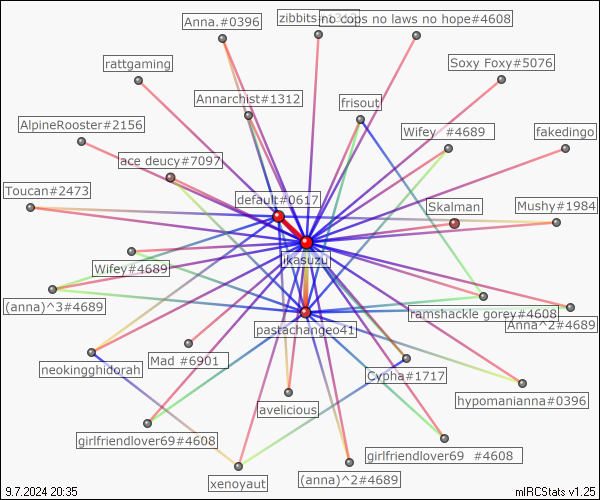 Anna.#0396
zibbits
no cops no laws no hope#4608
rattgaming
Soxy Foxy#5076
Annarchist#1312
frisout
AlpineRooster#2156
Wifey  #4689
fakedingo
ace deucy#7097
Toucan#2473
default#0617
Skalman
Mushy#1984
ikasuzu
Wifey#4689
(anna)^3#4689
ramshackle gorey#4608
Anna^2#4689
pastachangeo41
neokingghidorah
Mad #6901
Cypha#1717
hypomanianna#0396
avelicious
girlfriendlover69#4608
girlfriendlover69  #4608
xenoyaut
(anna)^2#4689
9.7.2024 20:35
mIRCStats v1.25